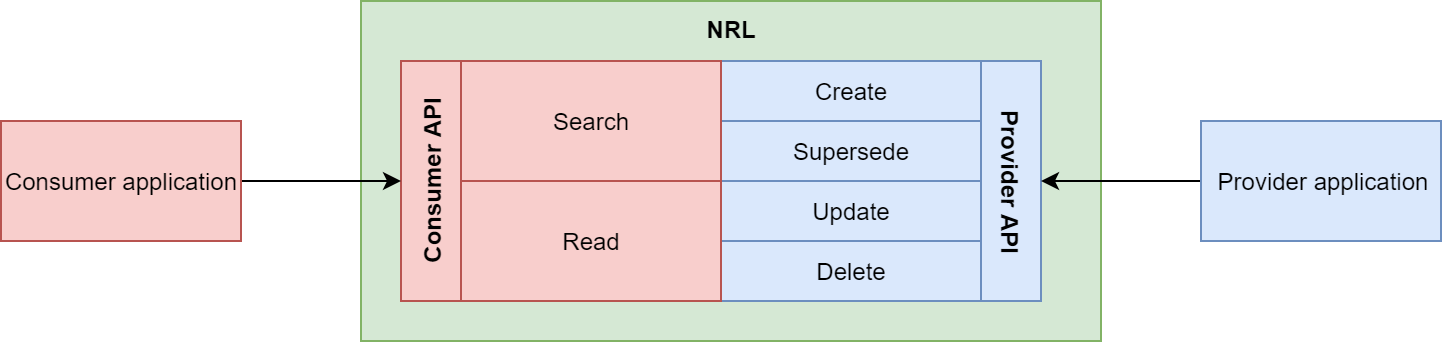 NRL
Consumer application
Consumer API
Search
Read
Create
Supersede
Update
Delete
Provider API
Provider application